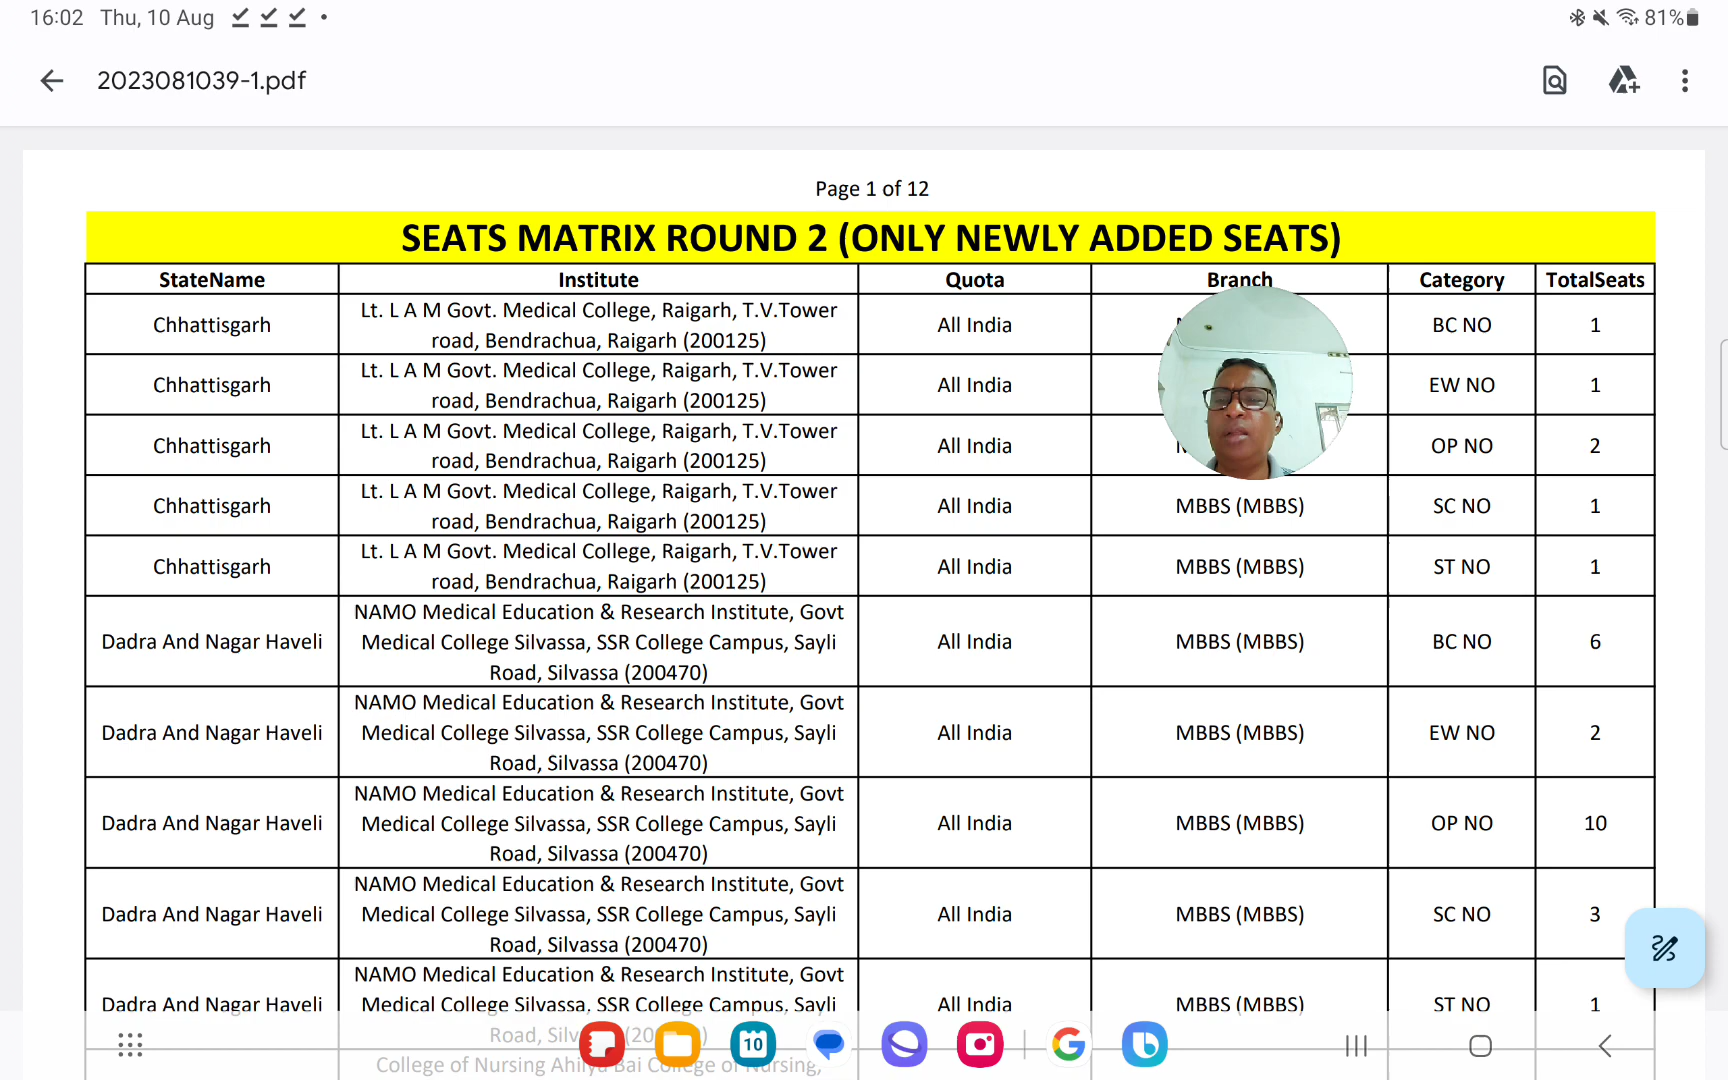 16:02 Thu, 10 Aug 81%
2023081039-1.pdf
Page 1 of 12
SEATS MATRIX ROUND 2 (ONLY NEWLY ADDED SEATS)
StateName Institute Quota Branch Category TotalSeats
Chhattisgarh Lt. L A M Govt. Medical College, Raigarh, T.V.Tower road, Bendrachua, Raigarh (200125) All India BC NO 1
Chhattisgarh Lt. L A M Govt. Medical College, Raigarh, T.V.Tower road, Bendrachua, Raigarh (200125) All India EW NO 1
Chhattisgarh Lt. L A M Govt. Medical College, Raigarh, T.V.Tower road, Bendrachua, Raigarh (200125) All India OP NO 2
Chhattisgarh Lt. L A M Govt. Medical College, Raigarh, T.V.Tower road, Bendrachua, Raigarh (200125) All India MBBS (MBBS) SC NO 1
Chhattisgarh Lt. L A M Govt. Medical College, Raigarh, T.V.Tower road, Bendrachua, Raigarh (200125) All India MBBS (MBBS) ST NO 1
Dadra And Nagar Haveli NAMO Medical Education & Research Institute, Govt Medical College Silvassa, SSR College Campus, Sayli Road, Silvassa (200470) All India MBBS (MBBS) BC NO 6
Dadra And Nagar Haveli NAMO Medical Education & Research Institute, Govt Medical College Silvassa, SSR College Campus, Sayli Road, Silvassa (200470) All India MBBS (MBBS) EW NO 2
Dadra And Nagar Haveli NAMO Medical Education & Research Institute, Govt Medical College Silvassa, SSR College Campus, Sayli Road, Silvassa (200470) All India MBBS (MBBS) OP NO 10
Dadra And Nagar Haveli NAMO Medical Education & Research Institute, Govt Medical College Silvassa, SSR College Campus, Sayli Road, Silvassa (200470) All India MBBS (MBBS) SC NO 3
Dadra And Nagar Haveli NAMO Medical Education & Research Institute, Govt Medical College Silvassa, SSR College Campus, Sayli Road, All India MBBS (MBBS) ST NO 1
College of Nursing Bai College of Nursing,
10